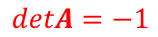 det𝑨 = −1